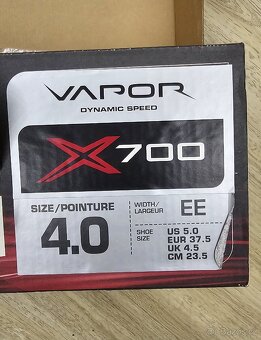 VAPOR
DYNAMIC SPEED
X700
SIZE/POINTURE
4.0
WIDTH/
LARGEUR
EE
SHOE
SIZE
US 5.0
EUR 37.5
UK 4.5
CM 23.5